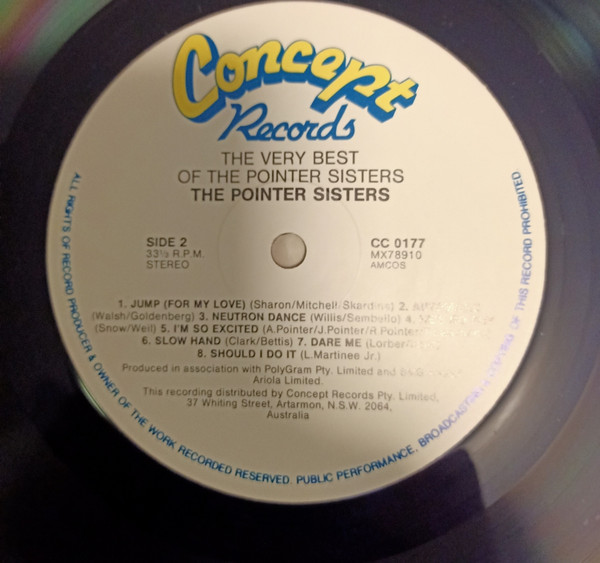 Concept
Records
THE VERY BEST
OF THE POINTER SISTERS
THE POINTER SISTERS
SIDE 2
33⅓ R.P.M.
STEREO
CC 0177
MX78910
AMCOS
1. JUMP (FOR MY LOVE) (Sharon/Mitchell/Skardina) 2.
(Walsh/Goldenberg) 3. NEUTRON DANCE (Willis/Sembello) 4.
(Snow/Weil) 5. I'M SO EXCITED (A.Pointer/J.Pointer/R.Pointer
6. SLOW HAND (Clark/Bettis) 7. DARE ME (Lorber
8. SHOULD I DO IT (L.Martinee Jr.)
Produced in association with PolyGram Pty. Limited and
Ariola Limited.
This recording distributed by Concept Records Pty. Limited,
37 Whiting Street, Artarmon, N.S.W. 2064,
Australia
ALL RIGHTS OF RECORD PRODUCER & OWNER OF THE WORK RECORDED RESERVED. PUBLIC PERFORMANCE, BROADCASTING OF THIS RECORD PROHIBITED